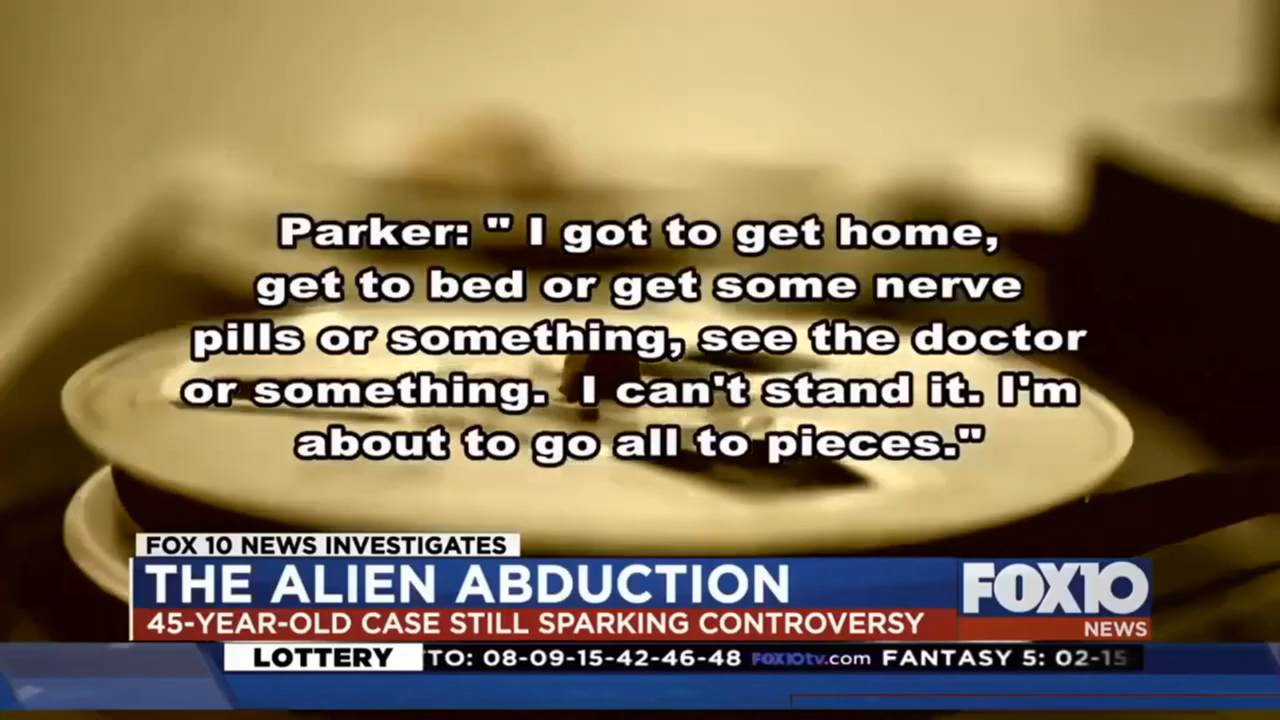 Parker: " I got to get home,
get to bed or get some nerve
pills or something, see the doctor
or something.  I can't stand it. I'm
about to go all to pieces."
FOX 10 NEWS INVESTIGATES
THE ALIEN ABDUCTION
45-YEAR-OLD CASE STILL SPARKING CONTROVERSY
FOX10
NEWS
LOTTERY TO: 08-09-15-42-46-48 FOX10tv.com FANTASY 5: 02-15